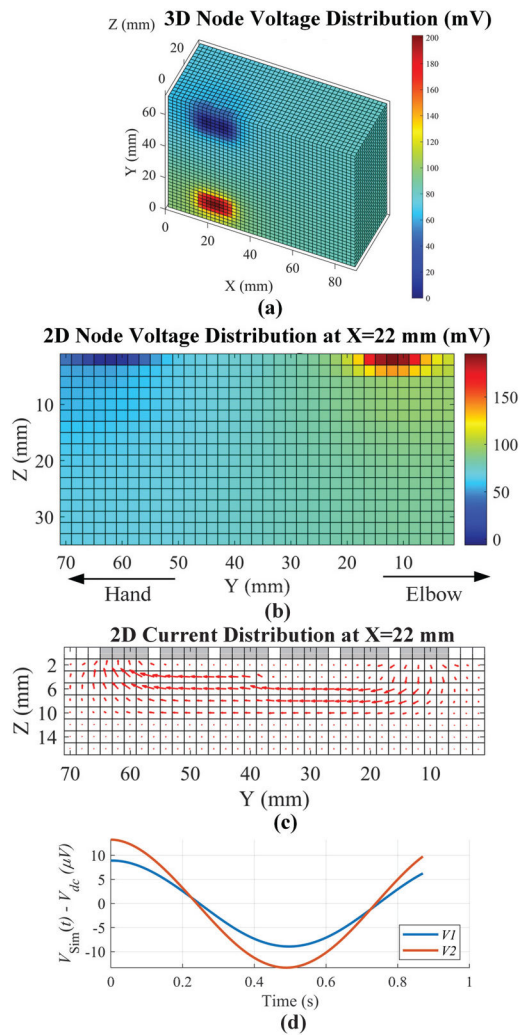 3D Node Voltage Distribution (mV)
Z (mm)
20
0
60
40
20
0
Y (mm)
0
20
40
60
80
X (mm)
200
180
160
140
120
100
80
60
40
20
0
(a)
2D Node Voltage Distribution at X=22 mm (mV)
Z (mm)
10
20
30
70 60 50 40 30 20 10
150
100
50
0
Hand
Y (mm)
Elbow
(b)
2D Current Distribution at X=22 mm
Z (mm)
2
6
10
14
70 60 50 40 30 20 10
Y (mm)
(c)
V_Sim(t) - V_dc (μV)
10
5
0
-5
-10
V1
V2
0 0.2 0.4 0.6 0.8 1
Time (s)
(d)